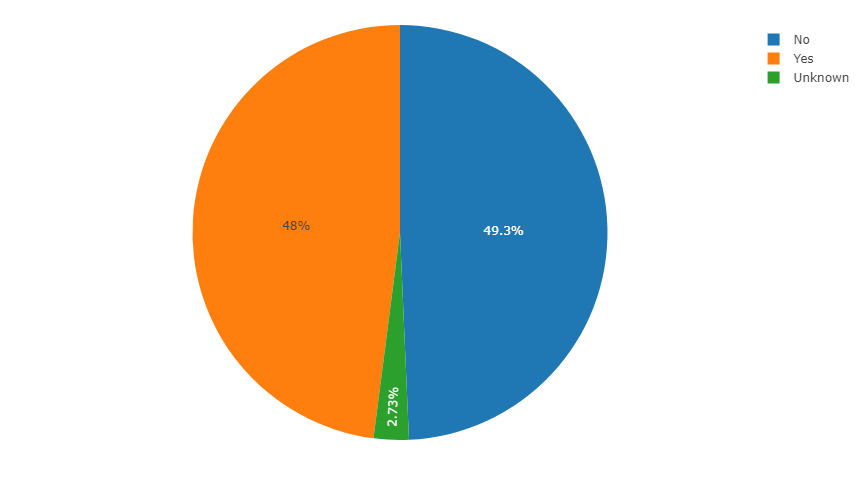 No
Yes
Unknown
48%
49.3%
2.73%